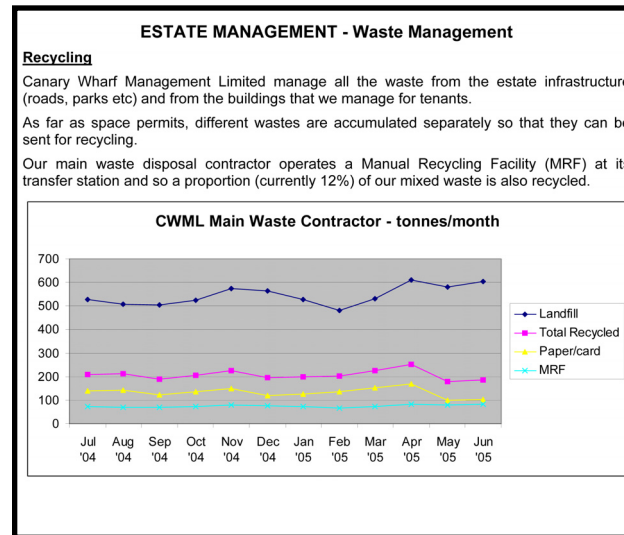 ESTATE MANAGEMENT - Waste Management
Recycling
Canary Wharf Management Limited manage all the waste from the estate infrastructure
(roads, parks etc) and from the buildings that we manage for tenants.
As far as space permits, different wastes are accumulated separately so that they can be
sent for recycling.
Our main waste disposal contractor operates a Manual Recycling Facility (MRF) at its
transfer station and so a proportion (currently 12%) of our mixed waste is also recycled.
CWML Main Waste Contractor - tonnes/month
700
600
500
400
300
200
100
0
Jul Aug Sep Oct Nov Dec Jan Feb Mar Apr May Jun
'04 '04 '04 '04 '04 '04 '05 '05 '05 '05 '05 '05
Landfill
Total Recycled
Paper/card
MRF